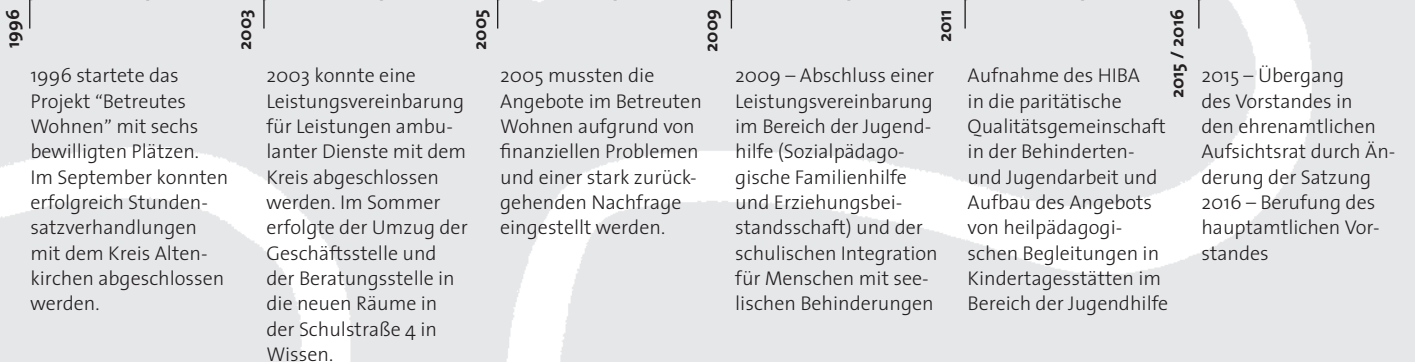 1996
1996 startete das
Projekt “Betreutes
Wohnen” mit sechs
bewilligten Plätzen.
Im September konnten
erfolgreich Stunden-
satzverhandlungen
mit dem Kreis Alten-
kirchen abgeschlossen
werden.
2003
2003 konnte eine
Leistungsvereinbarung
für Leistungen ambu-
lanter Dienste mit dem
Kreis abgeschlossen
werden. Im Sommer
erfolgte der Umzug der
Geschäftsstelle und
der Beratungsstelle in
die neuen Räume in
der Schulstraße 4 in
Wissen.
2005
2005 mussten die
Angebote im Betreuten
Wohnen aufgrund von
finanziellen Problemen
und einer stark zurück-
gehenden Nachfrage
eingestellt werden.
2009
2009 – Abschluss einer
Leistungsvereinbarung
im Bereich der Jugend-
hilfe (Sozialpädago-
gische Familienhilfe
und Erziehungsbei-
standsschaft) und der
schulischen Integration
für Menschen mit see-
lischen Behinderungen
2011
Aufnahme des HIBA
in die paritätische
Qualitätsgemeinschaft
in der Behinderten-
und Jugendarbeit und
Aufbau des Angebots
von heilpädagogi-
schen Begleitungen in
Kindertagesstätten im
Bereich der Jugendhilfe
2015 / 2016
2015 – Übergang
des Vorstandes in
den ehrenamtlichen
Aufsichtsrat durch Än-
derung der Satzung
2016 – Berufung des
hauptamtlichen Vor-
standes